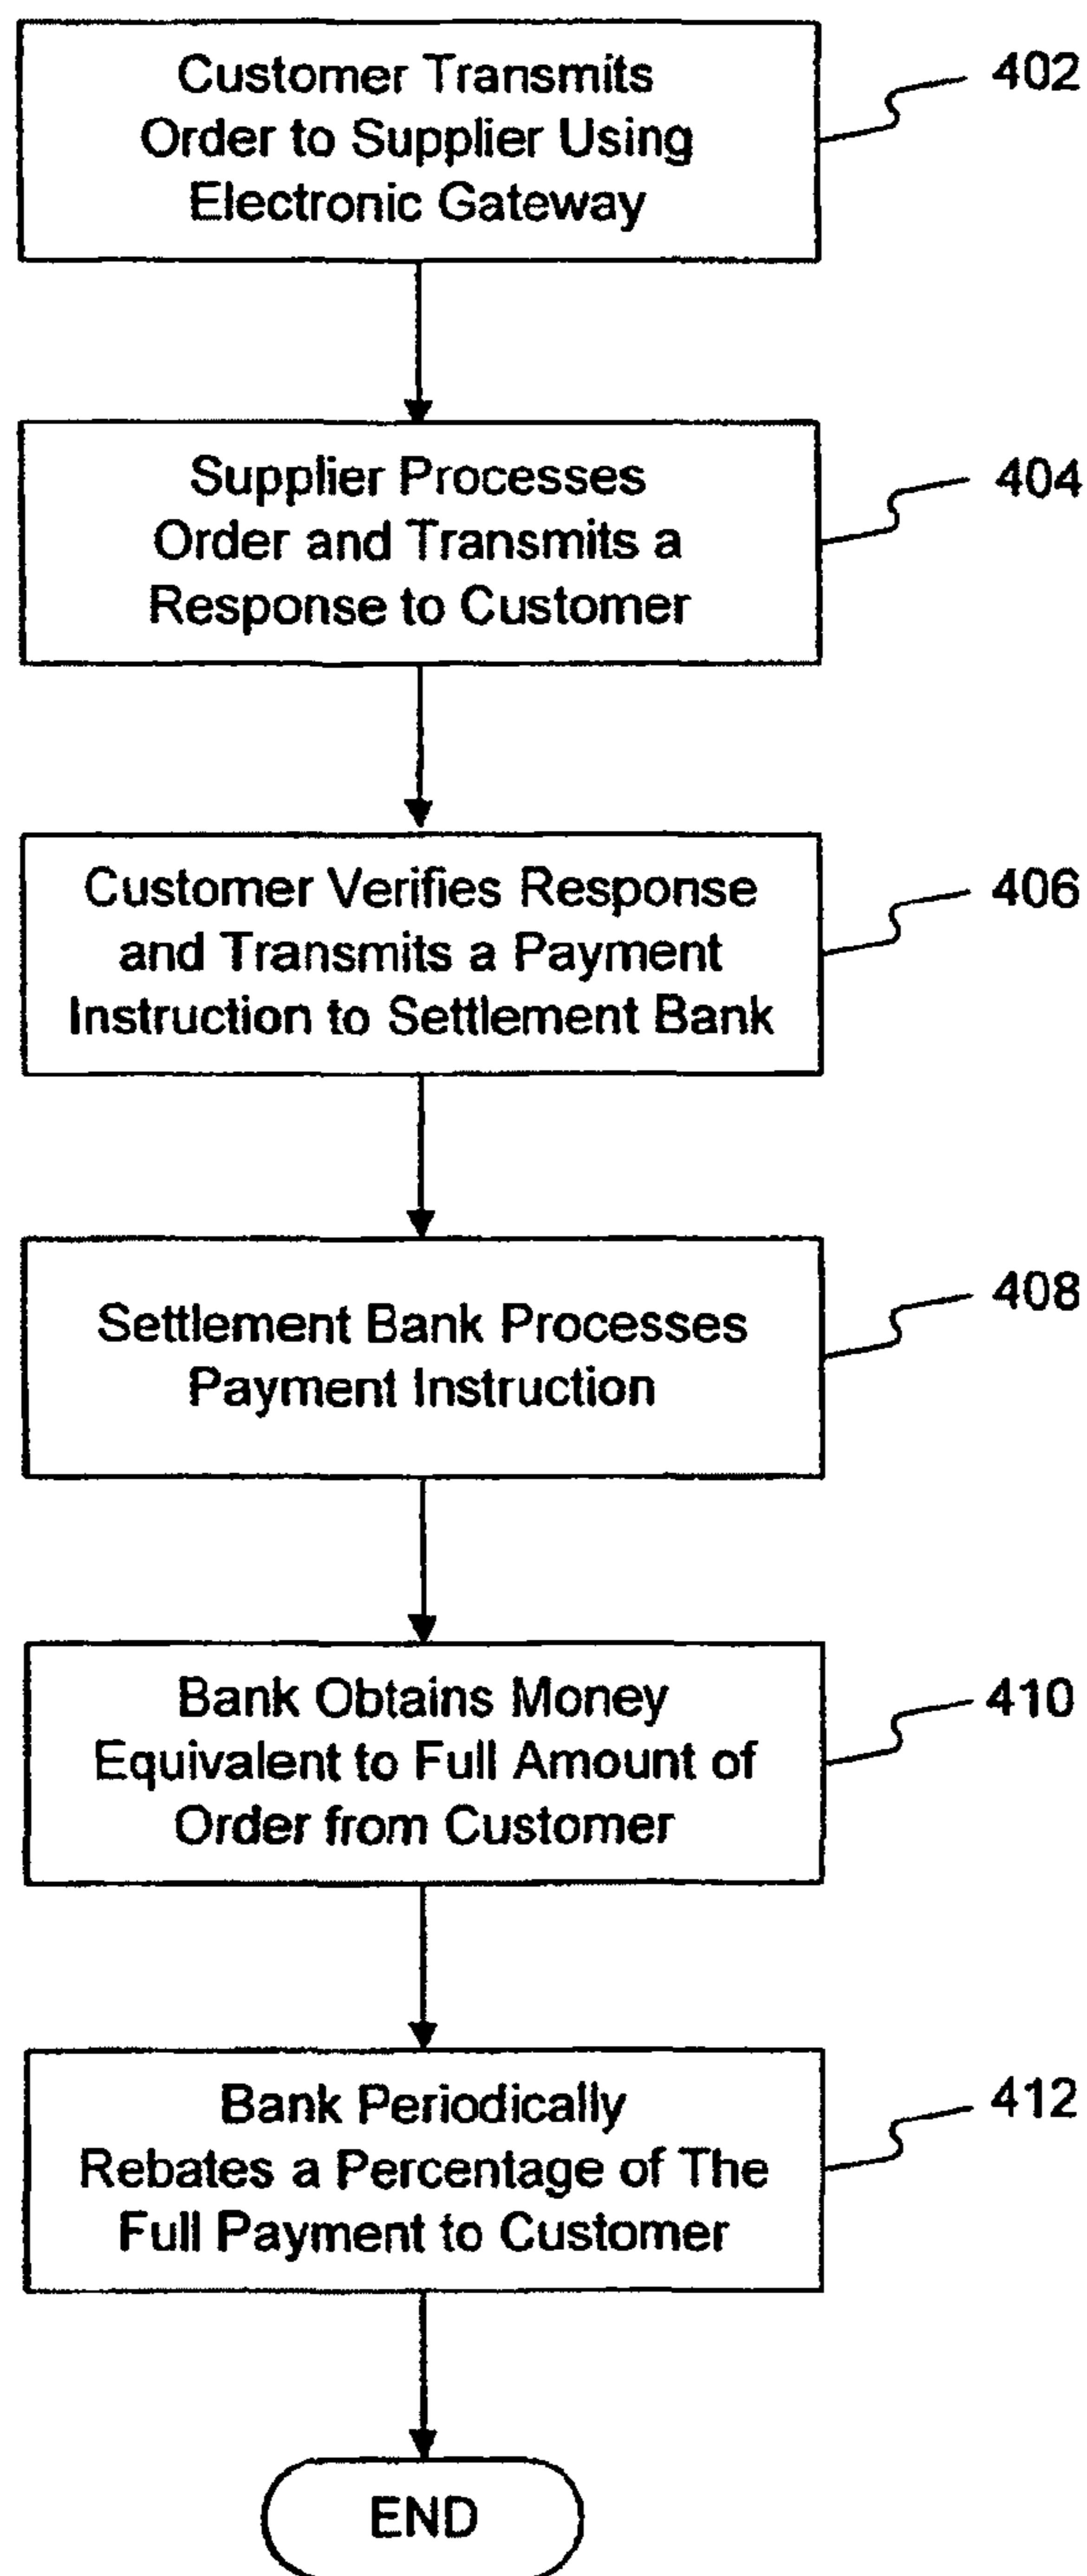 Customer Transmits
Order to Supplier Using
Electronic Gateway
402
Supplier Processes
Order and Transmits a
Response to Customer
404
Customer Verifies Response
and Transmits a Payment
Instruction to Settlement Bank
406
Settlement Bank Processes
Payment Instruction
408
Bank Obtains Money
Equivalent to Full Amount of
Order from Customer
410
Bank Periodically
Rebates a Percentage of The
Full Payment to Customer
412
END